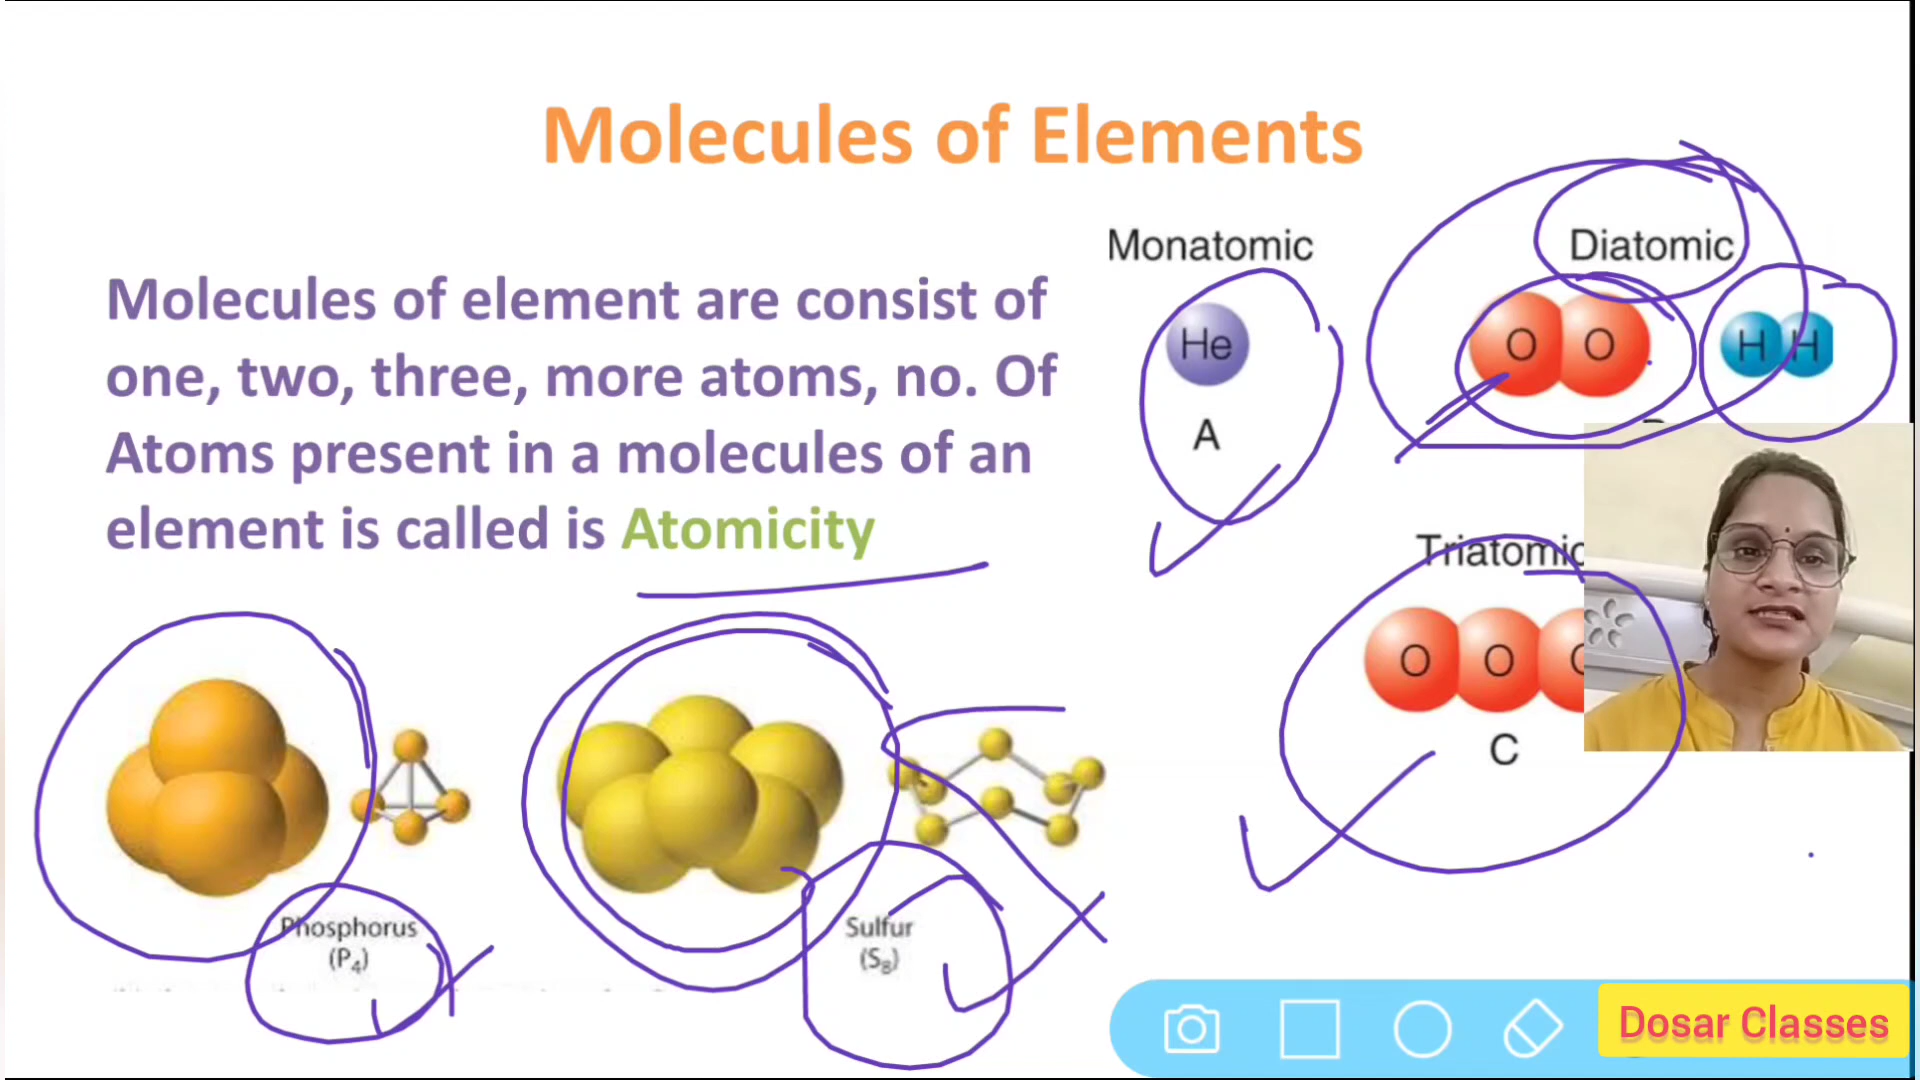 Molecules of Elements
Molecules of element are consist of
one, two, three, more atoms, no. Of
Atoms present in a molecules of an
element is called is Atomicity
Monatomic
He
A
Diatomic
O O
H H
Triatomic
O O
C
Phosphorus
(P₄)
Sulfur
(S₈)
Dosar Classes